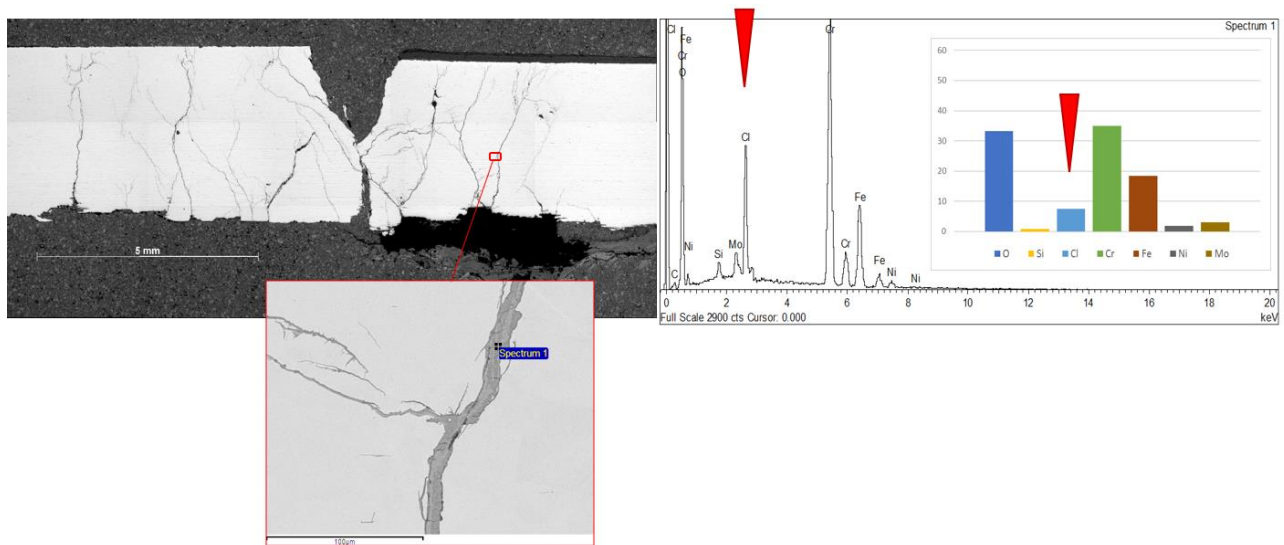 5 mm
Spectrum 1
100µm
Spectrum 1
Cl
Fe
Cr
O
Ni
C
Si
Mo
Cl
Cr
Cr
Fe
Fe
Ni
Ni
0 2 4 6 8 10 12 14 16 18 20
Full Scale 2900 cts Cursor: 0.000 keV
60
50
40
30
20
10
0
O Si Cl Cr Fe Ni Mo